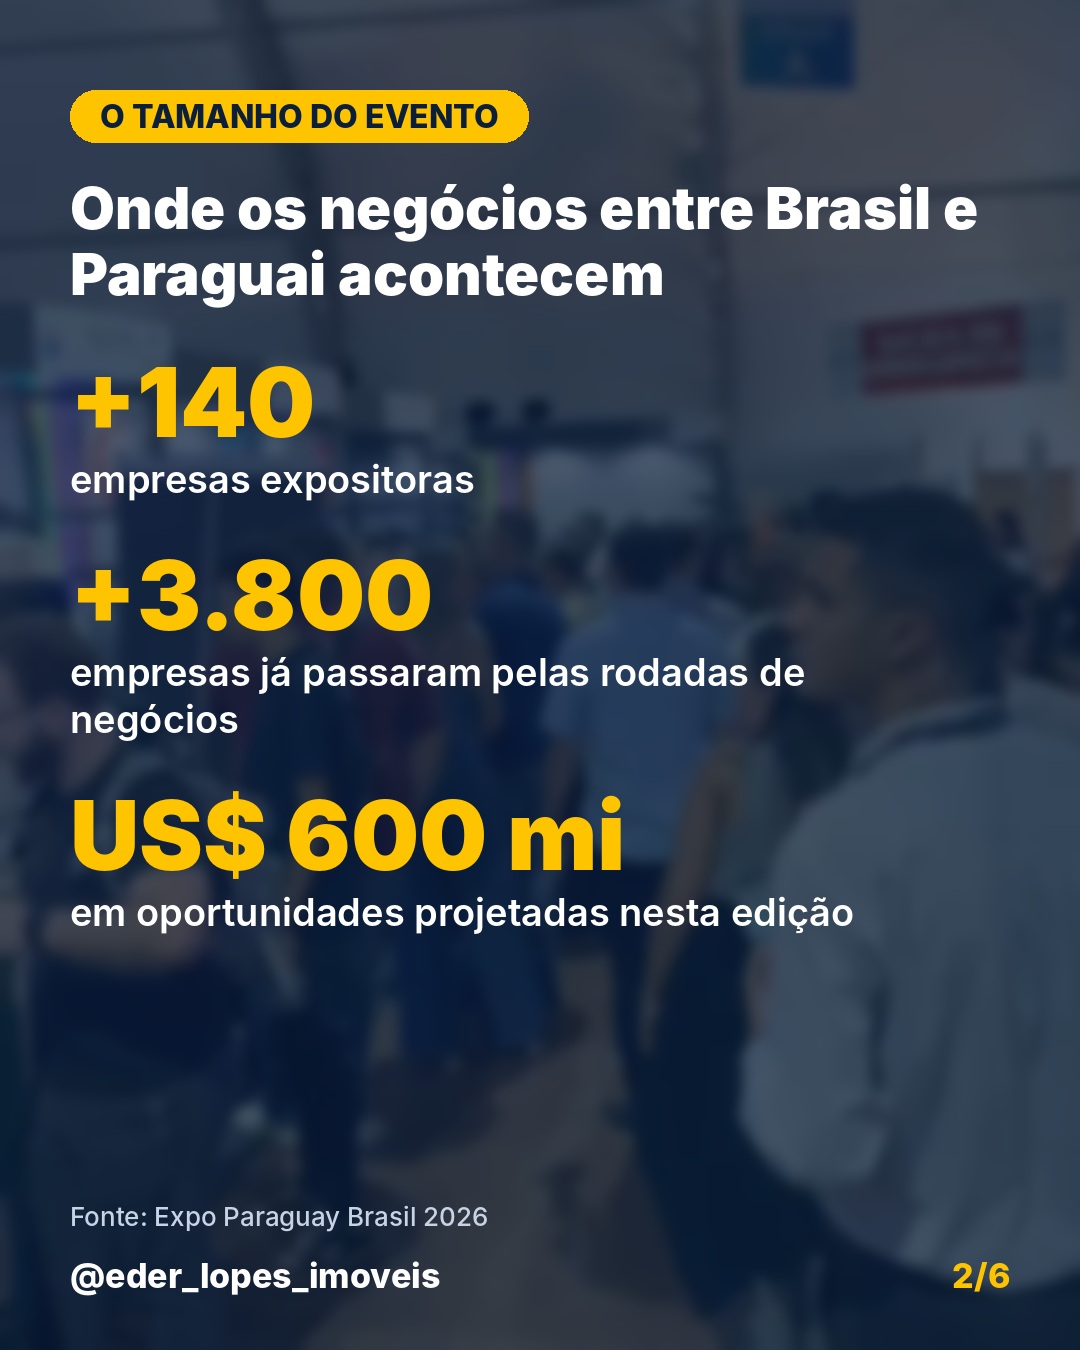 O TAMANHO DO EVENTO
Onde os negócios entre Brasil e
Paraguai acontecem
+140
empresas expositoras
+3.800
empresas já passaram pelas rodadas de
negócios
US$ 600 mi
em oportunidades projetadas nesta edição
Fonte: Expo Paraguay Brasil 2026
@eder_lopes_imoveis
2/6